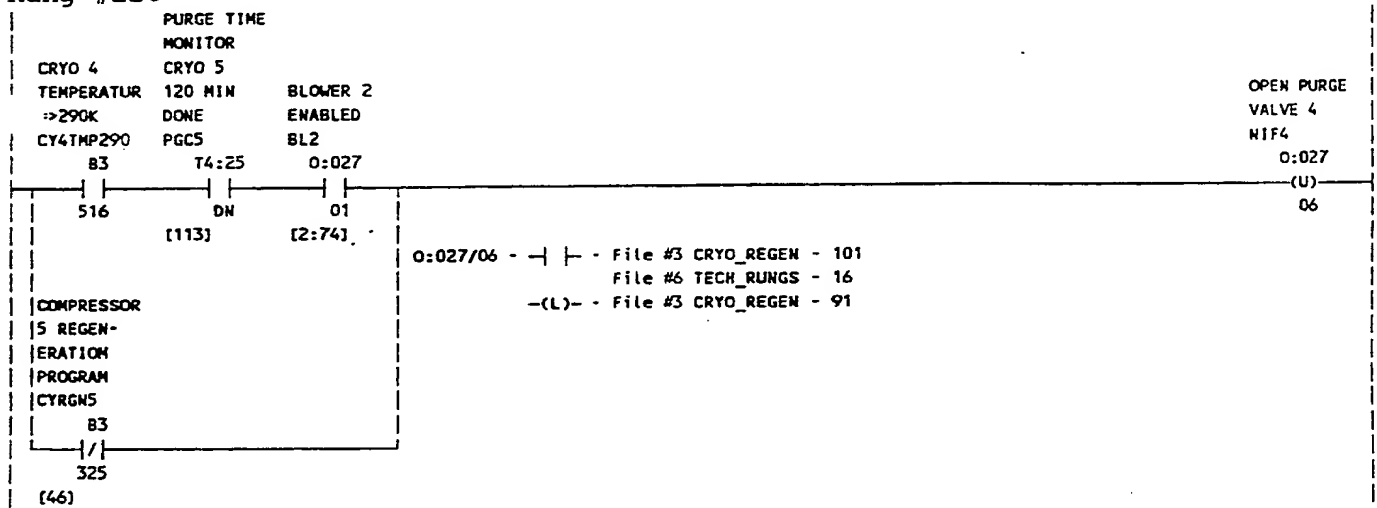 PURGE TIME
MONITOR
CRYO 4 CRYO 5
TEMPERATUR 120 MIN BLOWER 2 OPEN PURGE
=>290K DONE ENABLED VALVE 4
CY4TMP290 PGC5 BL2 NIF4
B3 T4:25 O:027 O:027
(U)
516 DN 01 06
[113] [2:74]
O:027/06 - -| |- - File #3 CRYO_REGEN - 101
File #6 TECH_RUNGS - 16
-(L)- - File #3 CRYO_REGEN - 91
COMPRESSOR
5 REGEN-
ERATION
PROGRAM
CYRGN5
B3
/
325
[46]